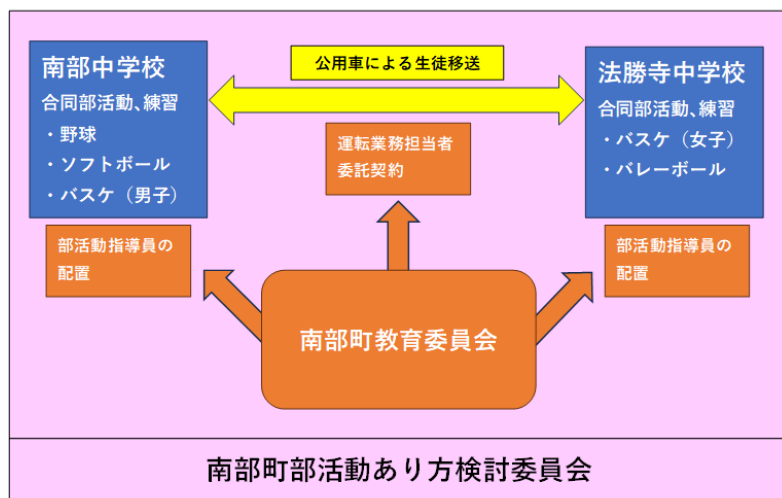 南部中学校
合同部活動、練習
・野球
・ソフトボール
・バスケ（男子）
公用車による生徒移送
法勝寺中学校
合同部活動、練習
・バスケ（女子）
・バレーボール
運転業務担当者
委託契約
部活動指導員の
配置
部活動指導員の
配置
南部町教育委員会
南部町部活動あり方検討委員会